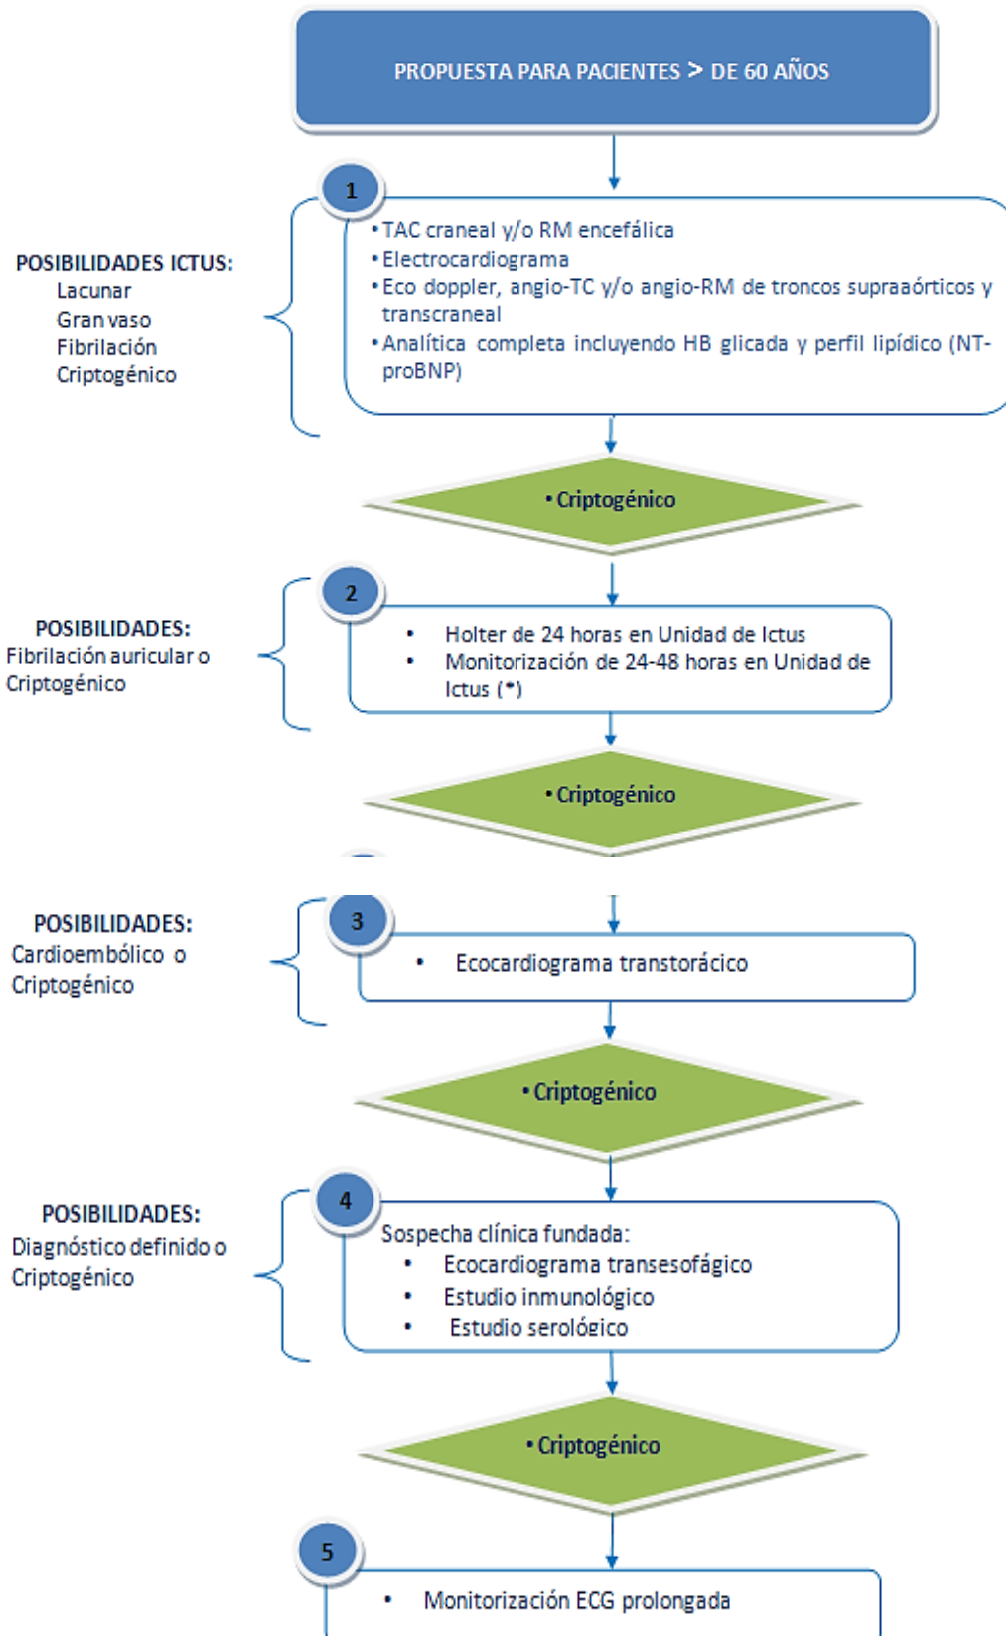 PROPUESTA PARA PACIENTES > DE 60 AÑOS
1
• TAC craneal y/o RM encefálica
• Electrocardiograma
• Eco doppler, angio-TC y/o angio-RM de troncos supraaórticos y
transcraneal
• Analítica completa incluyendo HB glicada y perfil lipídico (NT-
proBNP)
POSIBILIDADES ICTUS:
Lacunar
Gran vaso
Fibrilación
Criptogénico
• Criptogénico
2
• Holter de 24 horas en Unidad de Ictus
• Monitorización de 24-48 horas en Unidad de
Ictus (*)
POSIBILIDADES:
Fibrilación auricular o
Criptogénico
• Criptogénico
3
• Ecocardiograma transtorácico
POSIBILIDADES:
Cardioembólico o
Criptogénico
• Criptogénico
4
Sospecha clínica fundada:
• Ecocardiograma transesofágico
• Estudio inmunológico
• Estudio serológico
POSIBILIDADES:
Diagnóstico definido o
Criptogénico
• Criptogénico
5
• Monitorización ECG prolongada